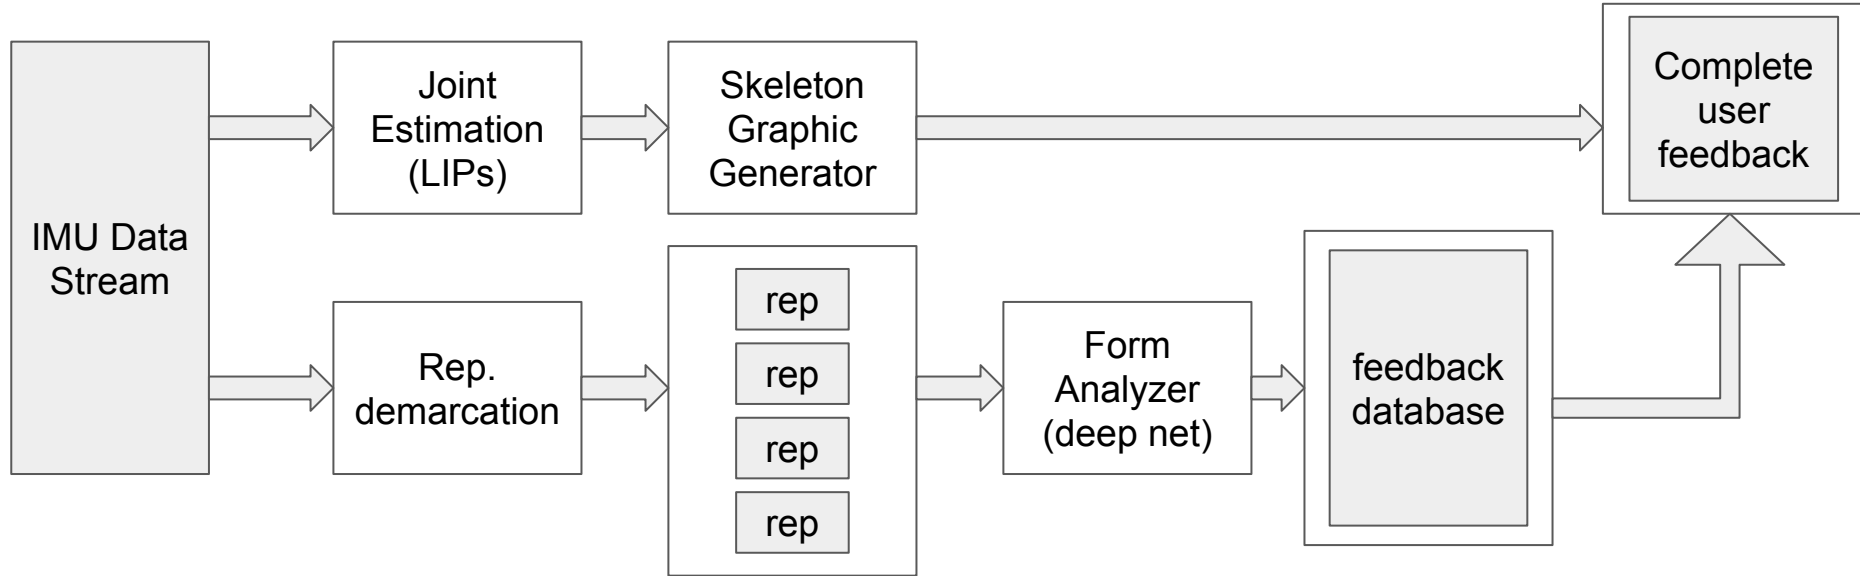 IMU Data
Stream
Joint
Estimation
(LIPs)
Skeleton
Graphic
Generator
Complete
user
feedback
Rep.
demarcation
rep
rep
rep
rep
Form
Analyzer
(deep net)
feedback
database